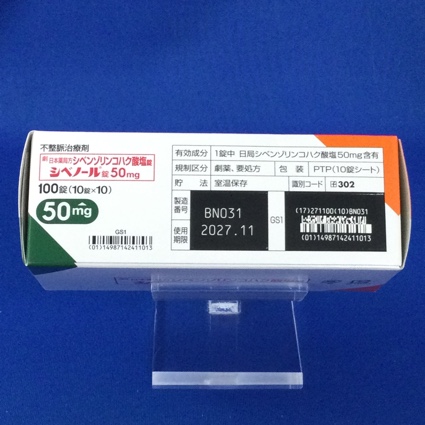 不整脈治療剤
劇 日本薬局方 シベンゾリンコハク酸塩錠
シベノール錠 50mg
100錠(10錠×10)
50mg
GS1
(01)14987142411013
有効成分 1錠中 日局シベンゾリンコハク酸塩50mg含有
規制区分 劇薬、要処方 包装 PTP(10錠シート)
貯法 室温保存 識別コード 302
製造番号 BN031
使用期限 2027.11
GS1
(17)271100(10)BN031
(01)14987142411013